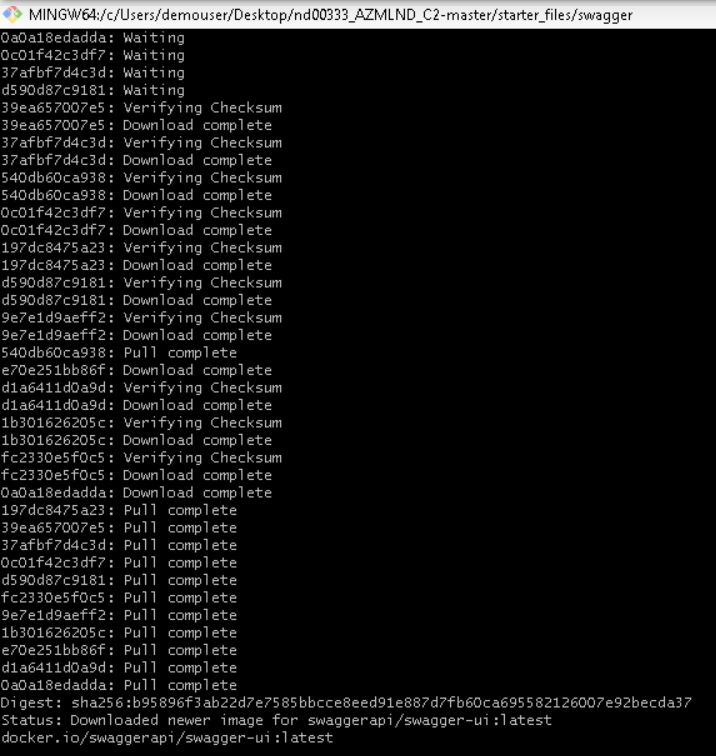 MINGW64:/c/Users/demouser/Desktop/nd00333_AZMLND_C2-master/starter_files/swagger
0a0a18edadda: Waiting
0c01f42c3df7: Waiting
37afbf7d4c3d: Waiting
d590d87c9181: Waiting
39ea657007e5: Verifying Checksum
39ea657007e5: Download complete
37afbf7d4c3d: Verifying Checksum
37afbf7d4c3d: Download complete
540db60ca938: Verifying Checksum
540db60ca938: Download complete
0c01f42c3df7: Verifying Checksum
0c01f42c3df7: Download complete
197dc8475a23: Verifying Checksum
197dc8475a23: Download complete
d590d87c9181: Verifying Checksum
d590d87c9181: Download complete
9e7e1d9aeff2: Verifying Checksum
9e7e1d9aeff2: Download complete
540db60ca938: Pull complete
e70e251bb86f: Download complete
d1a6411d0a9d: Verifying Checksum
d1a6411d0a9d: Download complete
1b301626205c: Verifying Checksum
1b301626205c: Download complete
fc2330e5f0c5: Verifying Checksum
fc2330e5f0c5: Download complete
0a0a18edadda: Download complete
197dc8475a23: Pull complete
39ea657007e5: Pull complete
37afbf7d4c3d: Pull complete
0c01f42c3df7: Pull complete
d590d87c9181: Pull complete
fc2330e5f0c5: Pull complete
9e7e1d9aeff2: Pull complete
1b301626205c: Pull complete
e70e251bb86f: Pull complete
d1a6411d0a9d: Pull complete
0a0a18edadda: Pull complete
Digest: sha256:b95896f3ab22d7e7585bbcce8eed91e887d7fb60ca695582126007e92becda37
Status: Downloaded newer image for swaggerapi/swagger-ui:latest
docker.io/swaggerapi/swagger-ui:latest